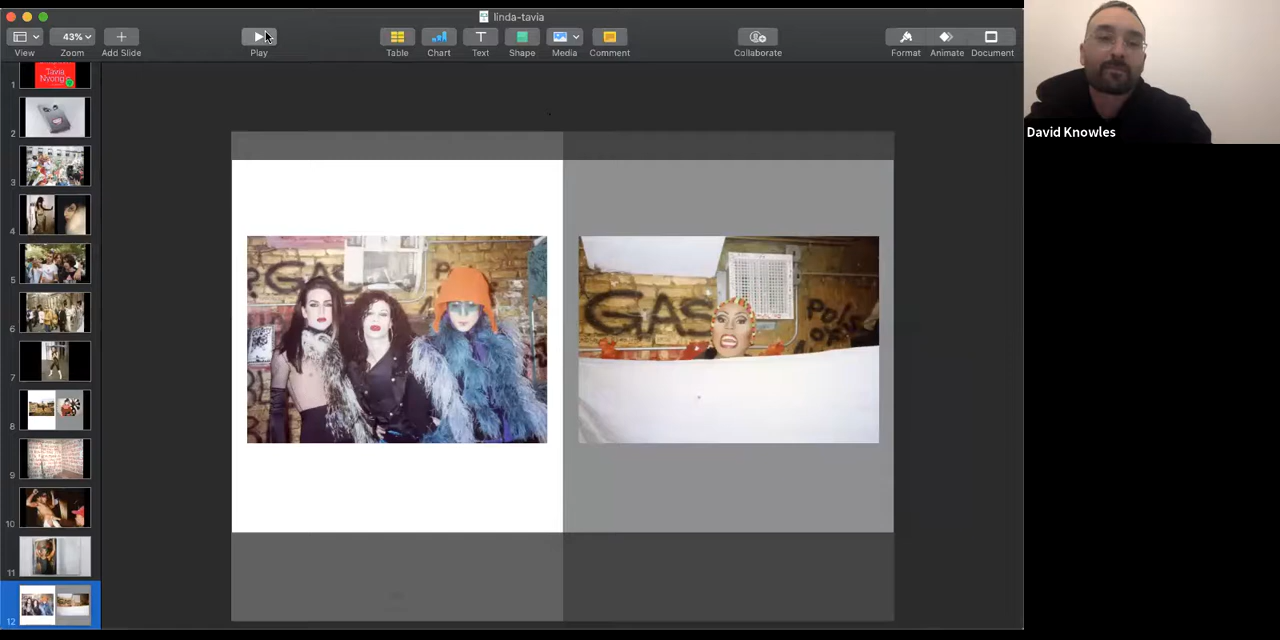 linda-tavia
43%
View
Zoom
Add Slide
Play
Table
Chart
Text
Shape
Media
Comment
Collaborate
Format
Animate
Document
Tavia
1
2
3
4
5
6
7
8
9
10
11
12
GAS
GAS
David Knowles